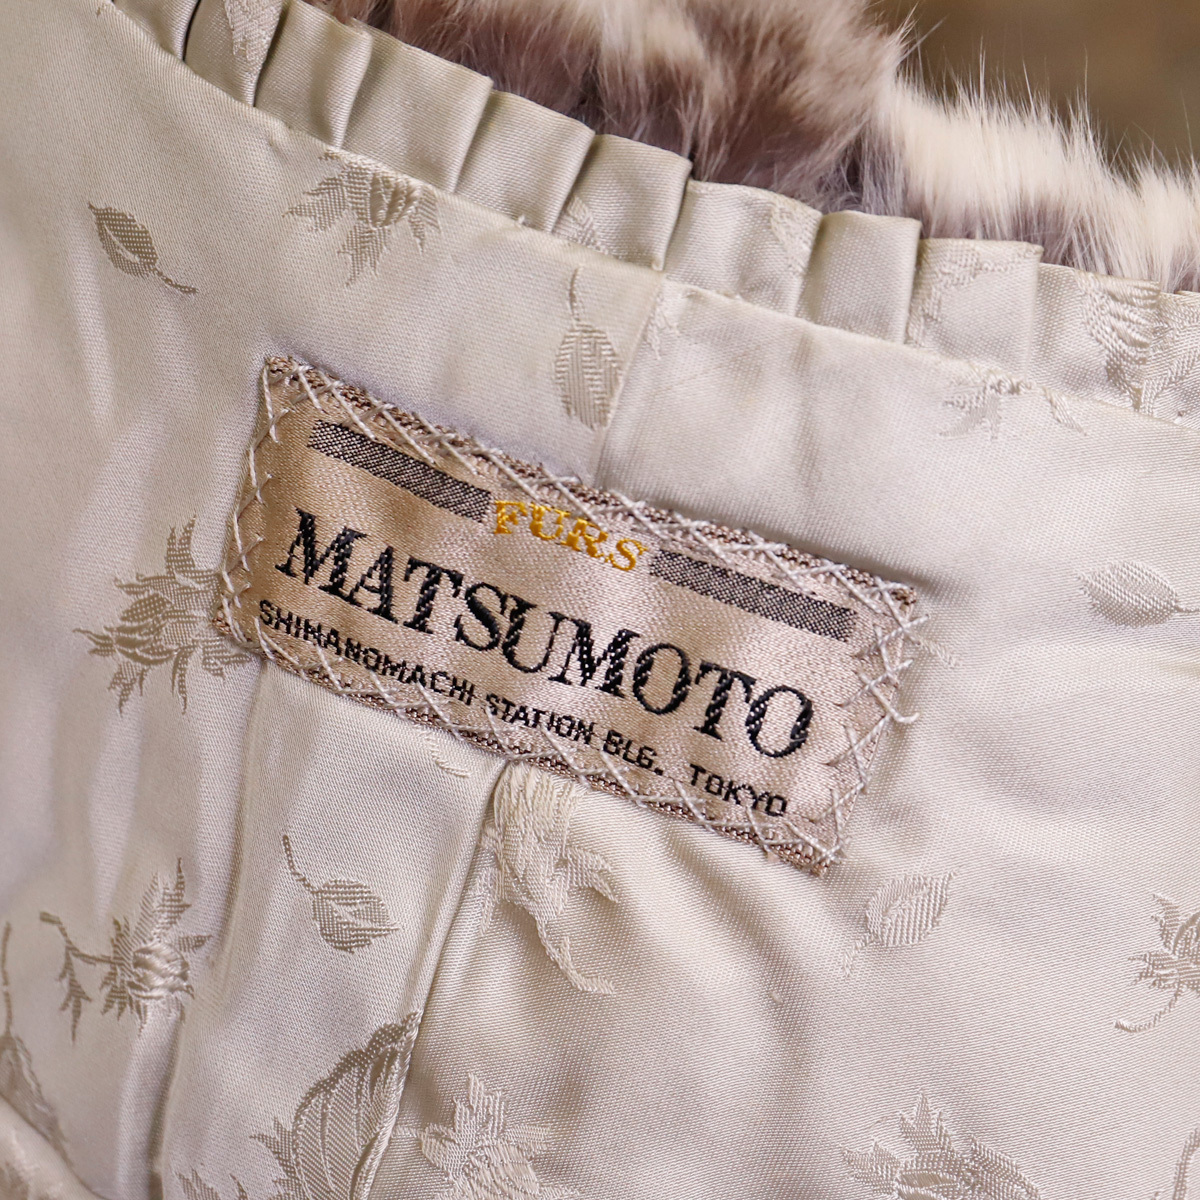 FURS
MATSUMOTO
SHINANOMACHI STATION BLG. TOKYO